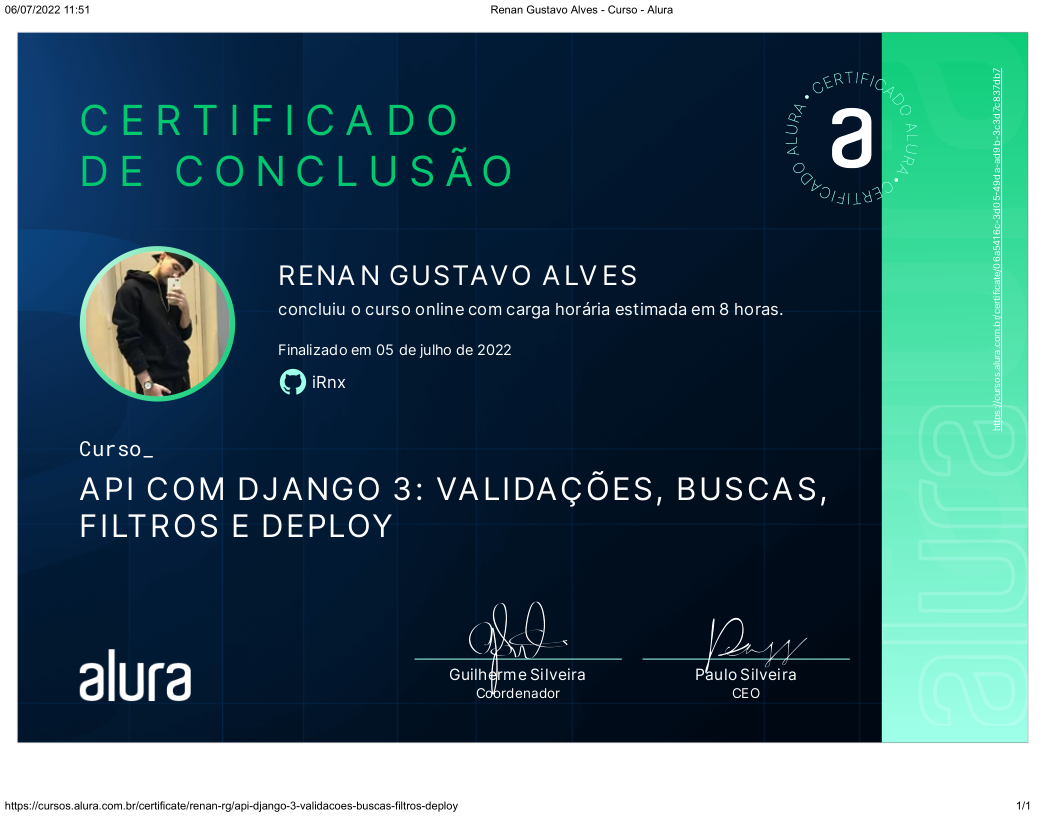 06/07/2022 11:51
Renan Gustavo Alves - Curso - Alura
CERTIFICADO
DE CONCLUSÃO
CERTIFICADO ALURA • CERTIFICADO ALURA •
a
https://cursos.alura.com.br/certificate/06a5416c-3d05-49da-ad9b-3c3d7c837db7
RENAN GUSTAVO ALVES
concluiu o curso online com carga horária estimada em 8 horas.
Finalizado em 05 de julho de 2022
iRnx
Curso_
API COM DJANGO 3: VALIDAÇÕES, BUSCAS,
FILTROS E DEPLOY
alura
alura
Guilherme Silveira
Coordenador
Paulo Silveira
CEO
https://cursos.alura.com.br/certificate/renan-rg/api-django-3-validacoes-buscas-filtros-deploy
1/1